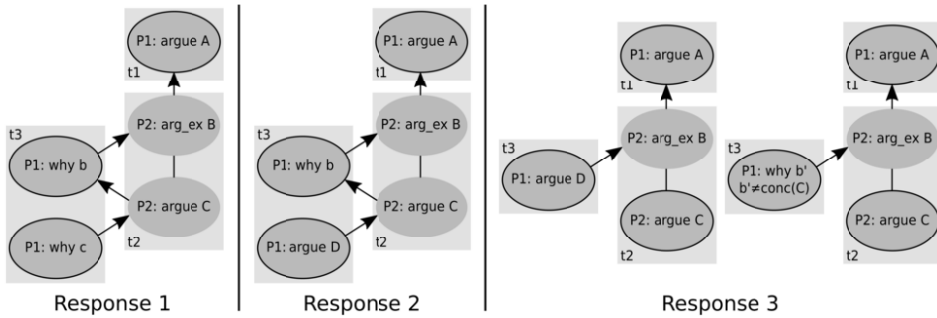 P1: argue A
t1
P2: arg_ex B
t3
P1: why b
P2: argue C
P1: why c
t2
Response 1
P1: argue A
t1
P2: arg_ex B
t3
P1: why b
P2: argue C
P1: argue D
t2
Response 2
P1: argue A
t1
P2: arg_ex B
t3
P1: argue D
P2: argue C
t2
P1: argue A
t1
P2: arg_ex B
t3
P1: why b'
b'≠conc(C)
P2: argue C
t2
Response 3